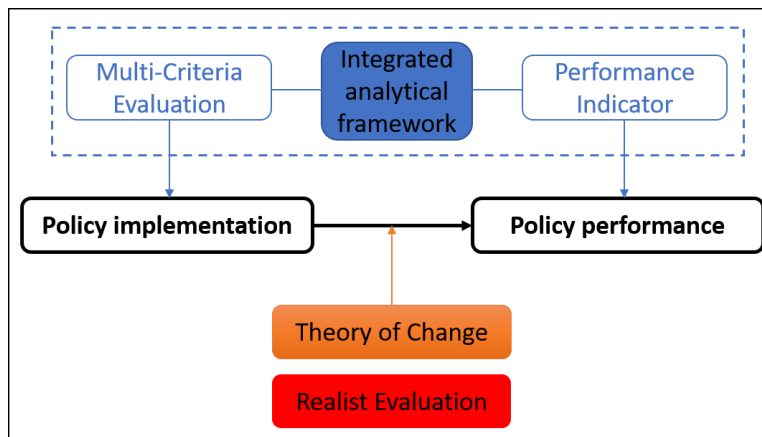 Multi-Criteria
Evaluation
Integrated
analytical
framework
Performance
Indicator
Policy implementation
Policy performance
Theory of Change
Realist Evaluation